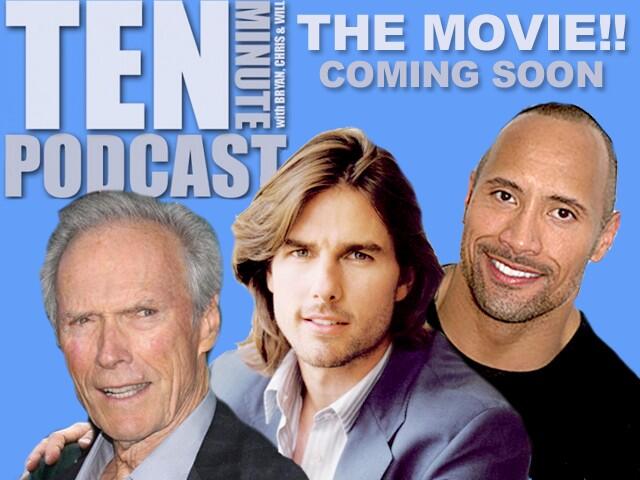 TEN
MINUTE
with BRYAN, CHRIS & WILL
PODCAST
THE MOVIE!!
COMING SOON